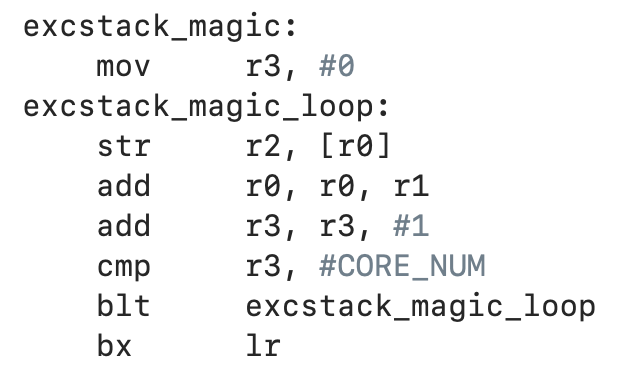 excstack_magic:
    mov     r3, #0
excstack_magic_loop:
    str     r2, [r0]
    add     r0, r0, r1
    add     r3, r3, #1
    cmp     r3, #CORE_NUM
    blt     excstack_magic_loop
    bx      lr